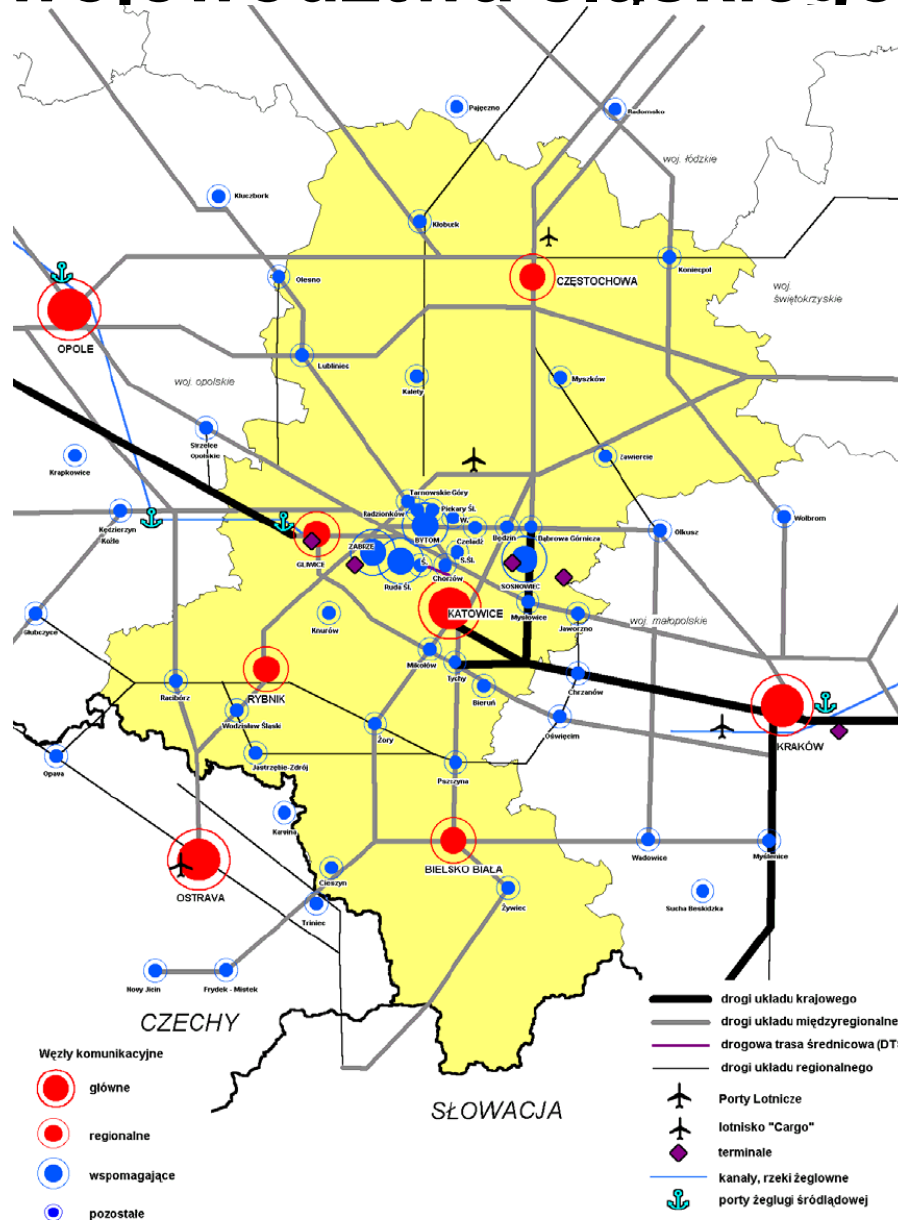 województwa śląskiego
Pajęczno
Radomsko
woj. łódzkie
Kluczbork
Kłobuck
Koniecpol
Olesno
CZĘSTOCHOWA
woj.
świętokrzyskie
OPOLE
Lubliniec
woj. opolskie
Kalety
Myszków
Strzelce
Opolskie
Krapkowice
Zawiercie
Tarnowskie Góry
Radzionków
Piekary Śl.
W.
Kędzierzyn
Koźle
BYTOM
Czeladź
Będzin
Dąbrowa Górnicza
Olkusz
Wolbrom
GLIWICE
ZABRZE
Ś.
S.Śl.
Ruda Śl.
Chorzów
SOSNOWIEC
KATOWICE
Mysłowice
Jaworzno
woj. małopolskie
Głubczyce
Knurów
Mikołów
Tychy
Chrzanów
Racibórz
RYBNIK
Bieruń
Wodzisław Śląski
Żory
Oświęcim
KRAKÓW
Opava
Jastrzębie-Zdrój
Pszczyna
Karvina
OSTRAVA
Cieszyn
BIELSKO BIAŁA
Wadowice
Myślenice
Triniec
Żywiec
Sucha Beskidzka
Novy Jicin
Frydek - Mistek
CZECHY
SŁOWACJA
Węzły komunikacyjne
główne
regionalne
wspomagające
pozostałe
drogi układu krajowego
drogi układu międzyregionalne
drogowa trasa średnicowa (DTŚ
drogi układu regionalnego
Porty Lotnicze
lotnisko "Cargo"
terminale
kanały, rzeki żeglowne
porty żeglugi śródlądowej